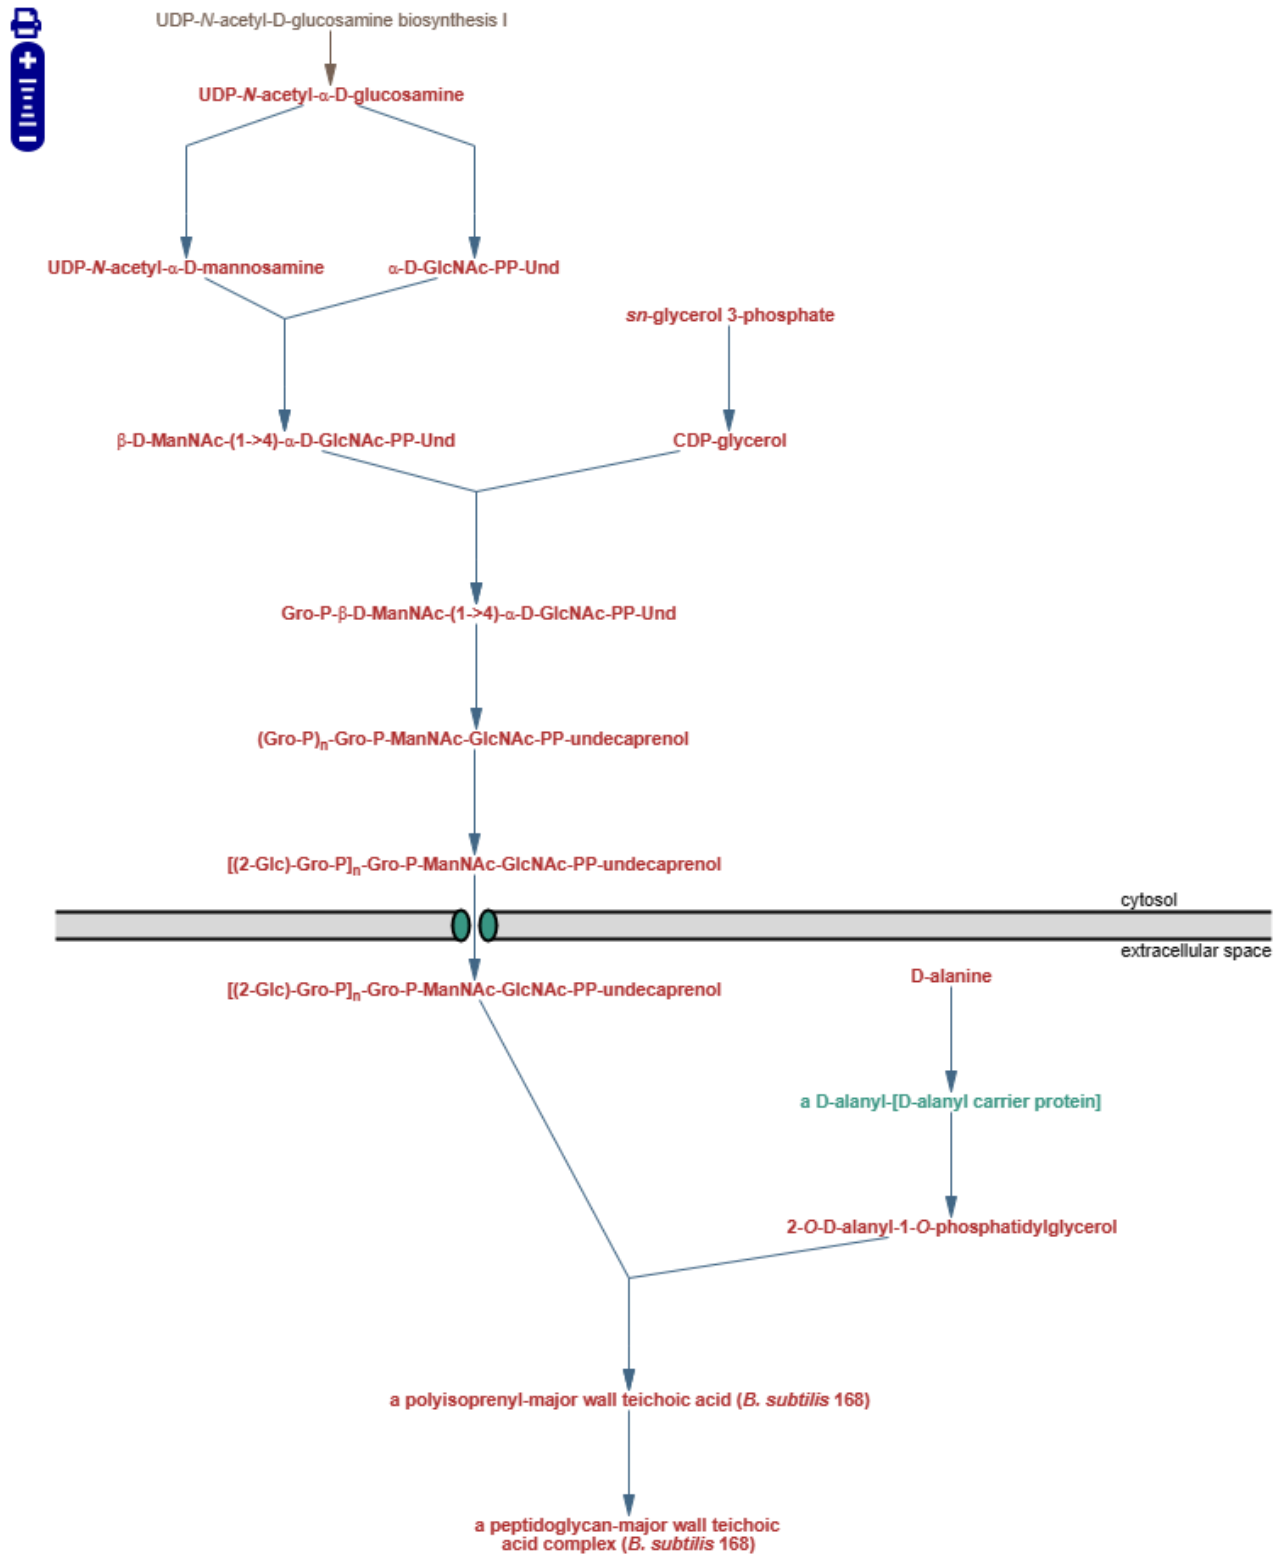 UDP-N-acetyl-D-glucosamine biosynthesis I
UDP-N-acetyl-α-D-glucosamine
UDP-N-acetyl-α-D-mannosamine
α-D-GlcNAc-PP-Und
sn-glycerol 3-phosphate
β-D-ManNAc-(1->4)-α-D-GlcNAc-PP-Und
CDP-glycerol
Gro-P-β-D-ManNAc-(1->4)-α-D-GlcNAc-PP-Und
(Gro-P)n-Gro-P-ManNAc-GlcNAc-PP-undecaprenol
[(2-Glc)-Gro-P]n-Gro-P-ManNAc-GlcNAc-PP-undecaprenol
cytosol
extracellular space
[(2-Glc)-Gro-P]n-Gro-P-ManNAc-GlcNAc-PP-undecaprenol
D-alanine
a D-alanyl-[D-alanyl carrier protein]
2-O-D-alanyl-1-O-phosphatidylglycerol
a polyisoprenyl-major wall teichoic acid (B. subtilis 168)
a peptidoglycan-major wall teichoic
acid complex (B. subtilis 168)